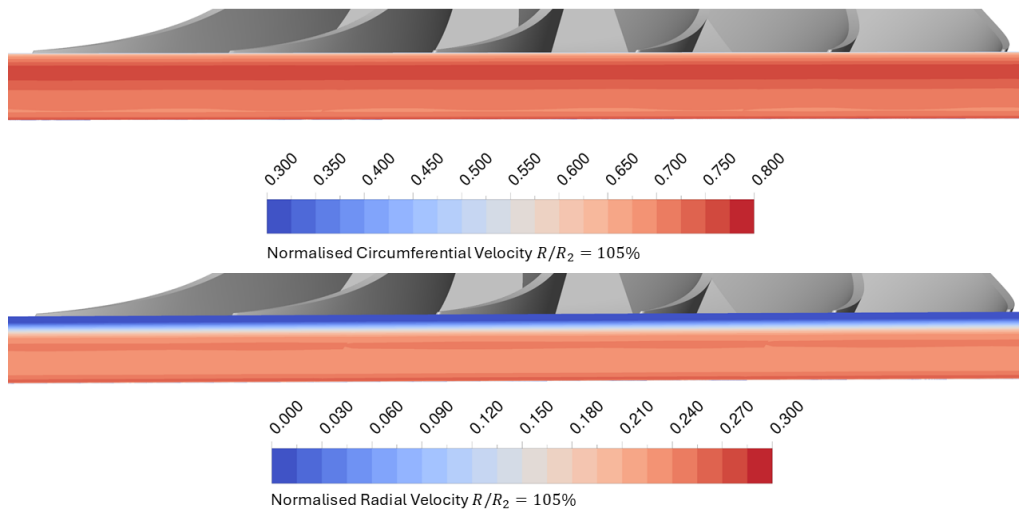 0.300 0.350 0.400 0.450 0.500 0.550 0.600 0.650 0.700 0.750 0.800
Normalised Circumferential Velocity R/R₂ = 105%
0.000 0.030 0.060 0.090 0.120 0.150 0.180 0.210 0.240 0.270 0.300
Normalised Radial Velocity R/R₂ = 105%